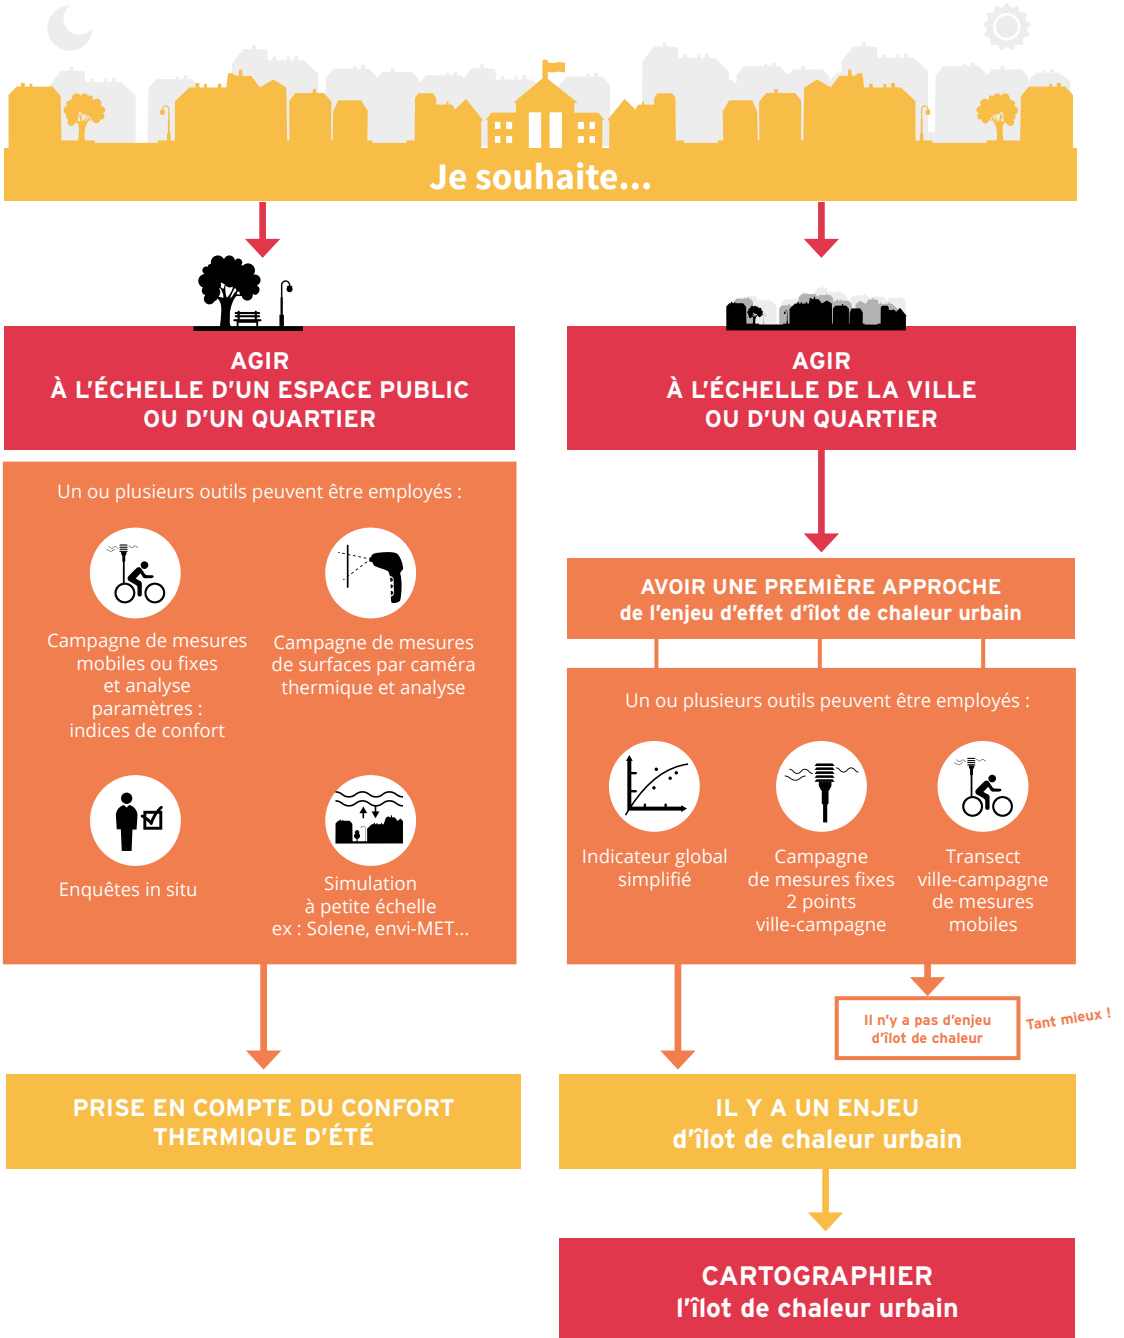 Je souhaite...
AGIR
À L'ÉCHELLE D'UN ESPACE PUBLIC
OU D'UN QUARTIER
Un ou plusieurs outils peuvent être employés :
Campagne de mesures
mobiles ou fixes
et analyse
paramètres :
indices de confort
Campagne de mesures
de surfaces par caméra
thermique et analyse
Enquêtes in situ
Simulation
à petite échelle
ex : Solene, envi-MET...
PRISE EN COMPTE DU CONFORT
THERMIQUE D'ÉTÉ
AGIR
À L'ÉCHELLE DE LA VILLE
OU D'UN QUARTIER
AVOIR UNE PREMIÈRE APPROCHE
de l'enjeu d'effet d'îlot de chaleur urbain
Un ou plusieurs outils peuvent être employés :
Indicateur global
simplifié
Campagne
de mesures fixes
2 points
ville-campagne
Transect
ville-campagne
de mesures
mobiles
Il n'y a pas d'enjeu
d'îlot de chaleur
Tant mieux !
IL Y A UN ENJEU
d'îlot de chaleur urbain
CARTOGRAPHIER
l'îlot de chaleur urbain